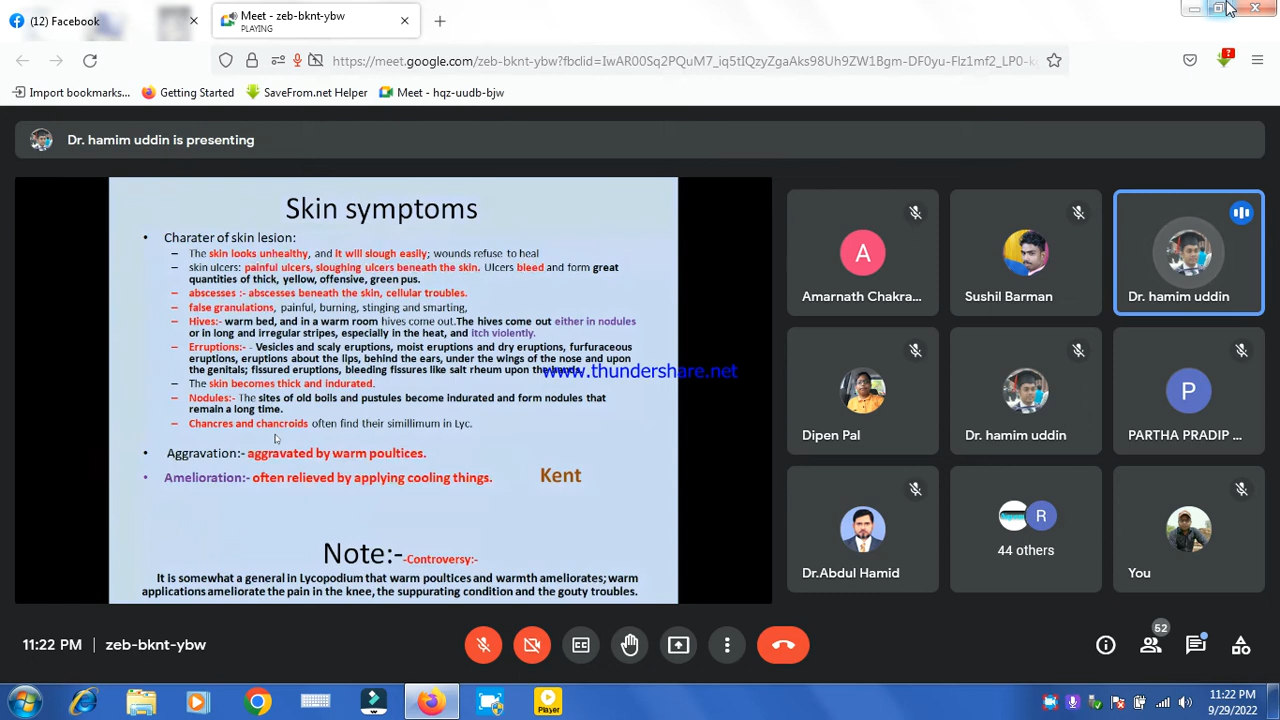 (12) Facebook
Meet - zeb-bknt-ybw
PLAYING
https://meet.google.com/zeb-bknt-ybw?fbclid=
Import bookmarks...
Getting Started
SaveFrom.net Helper
Meet - hqz-uudb-bjw
Dr. hamim uddin is presenting
Skin symptoms
• Charater of skin lesion:
– The skin looks unhealthy, and it will slough easily; wounds refuse to heal
– skin ulcers: painful ulcers, sloughing ulcers beneath the skin. Ulcers bleed and form great
quantities of thick, yellow, offensive, green pus.
– abscesses :- abscesses beneath the skin, cellular troubles.
– false granulations, painful, burning, stinging and smarting,
– Hives:- warm bed, and in a warm room hives come out.The hives come out either in nodules
or in long and irregular stripes, especially in the heat, and itch violently.
– Erruptions:- - Vesicles and scaly eruptions, moist eruptions and dry eruptions, furfuraceous
eruptions, eruptions about the lips, behind the ears, under the wings of the nose and upon
the genitals; fissured eruptions, bleeding fissures like salt rheum upon the
www.thundershare.net
– The skin becomes thick and indurated.
– Nodules:- The sites of old boils and pustules become indurated and form nodules that
remain a long time.
– Chancres and chancroids often find their simillimum in Lyc.
• Aggravation:- aggravated by warm poultices.
• Amelioration:- often relieved by applying cooling things.
Kent
Note:- -Controversy:-
It is somewhat a general in Lycopodium that warm poultices and warmth ameliorates; warm
applications ameliorate the pain in the knee, the suppurating condition and the gouty troubles.
A
Amarnath Chakra...
Sushil Barman
Dr. hamim uddin
Dipen Pal
Dr. hamim uddin
P
PARTHA PRADIP ...
Dr.Abdul Hamid
R
44 others
You
11:22 PM | zeb-bknt-ybw
52
Player
11:22 PM
9/29/2022